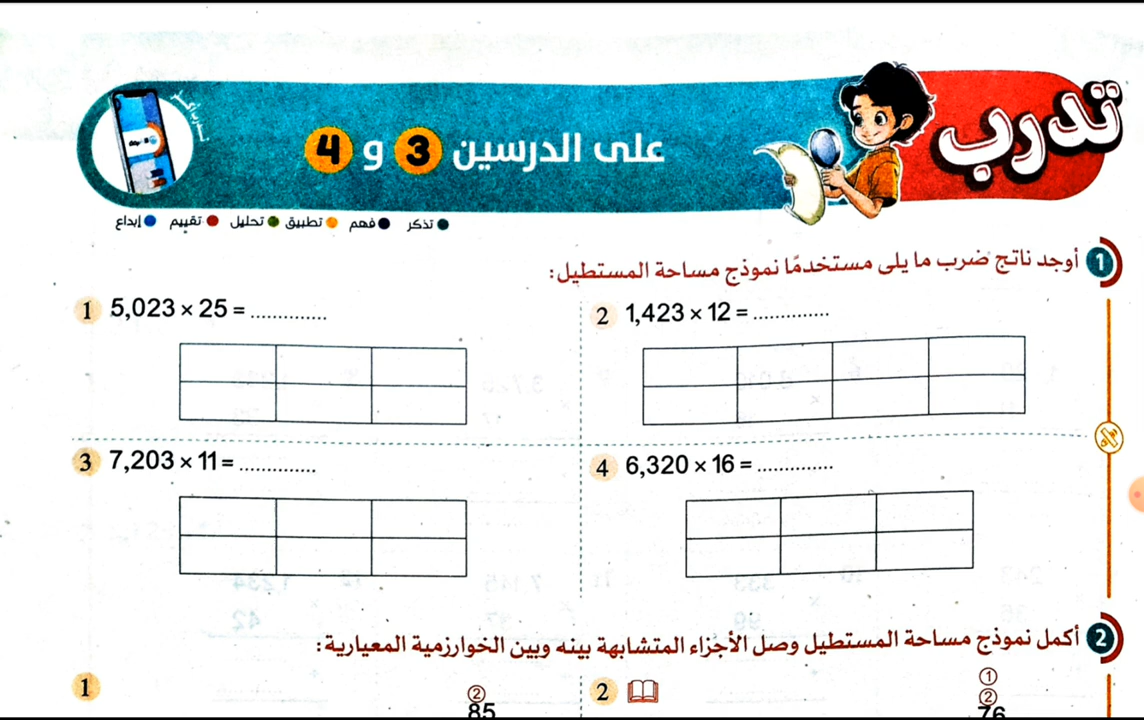 تدرب
على الدرسين 3 و 4
تذكر فهم تطبيق تحليل تقييم إبداع
1 أوجد ناتج ضرب ما يلى مستخدمًا نموذج مساحة المستطيل:
1 5,023 × 25 = ..............
2 1,423 × 12 = ..............
3 7,203 × 11 = ..............
4 6,320 × 16 = ..............
2 أكمل نموذج مساحة المستطيل وصل الأجزاء المتشابهة بينه وبين الخوارزمية المعيارية:
1
②
85
2
①
②
76